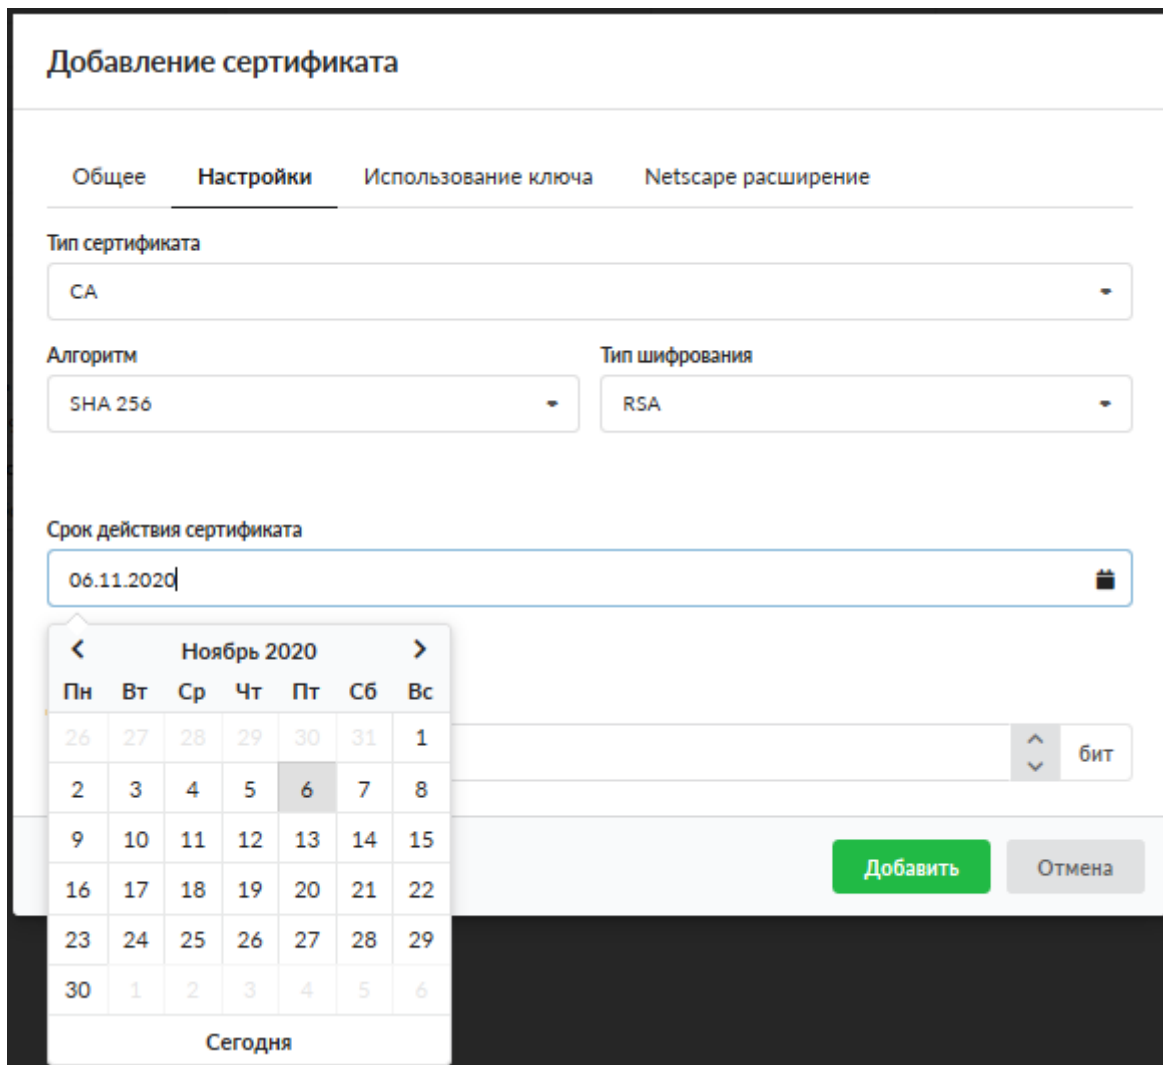 Добавление сертификата
Общее Настройки Использование ключа Netscape расширение
Тип сертификата
CA
Алгоритм Тип шифрования
SHA 256 RSA
Срок действия сертификата
06.11.2020
Ноябрь 2020
Пн Вт Ср Чт Пт Сб Вс
26 27 28 29 30 31 1
бит
2 3 4 5 6 7 8
9 10 11 12 13 14 15
Добавить Отмена
16 17 18 19 20 21 22
23 24 25 26 27 28 29
30 1 2 3 4 5 6
Сегодня